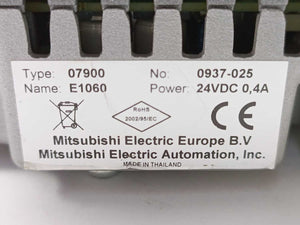 Type: 07900 No: 0937-025
Name: E1060 Power: 24VDC 0,4A
RoHS
2002/95/EC
CE
Mitsubishi Electric Europe B.V
Mitsubishi Electric Automation, Inc.
MADE IN THAILAND